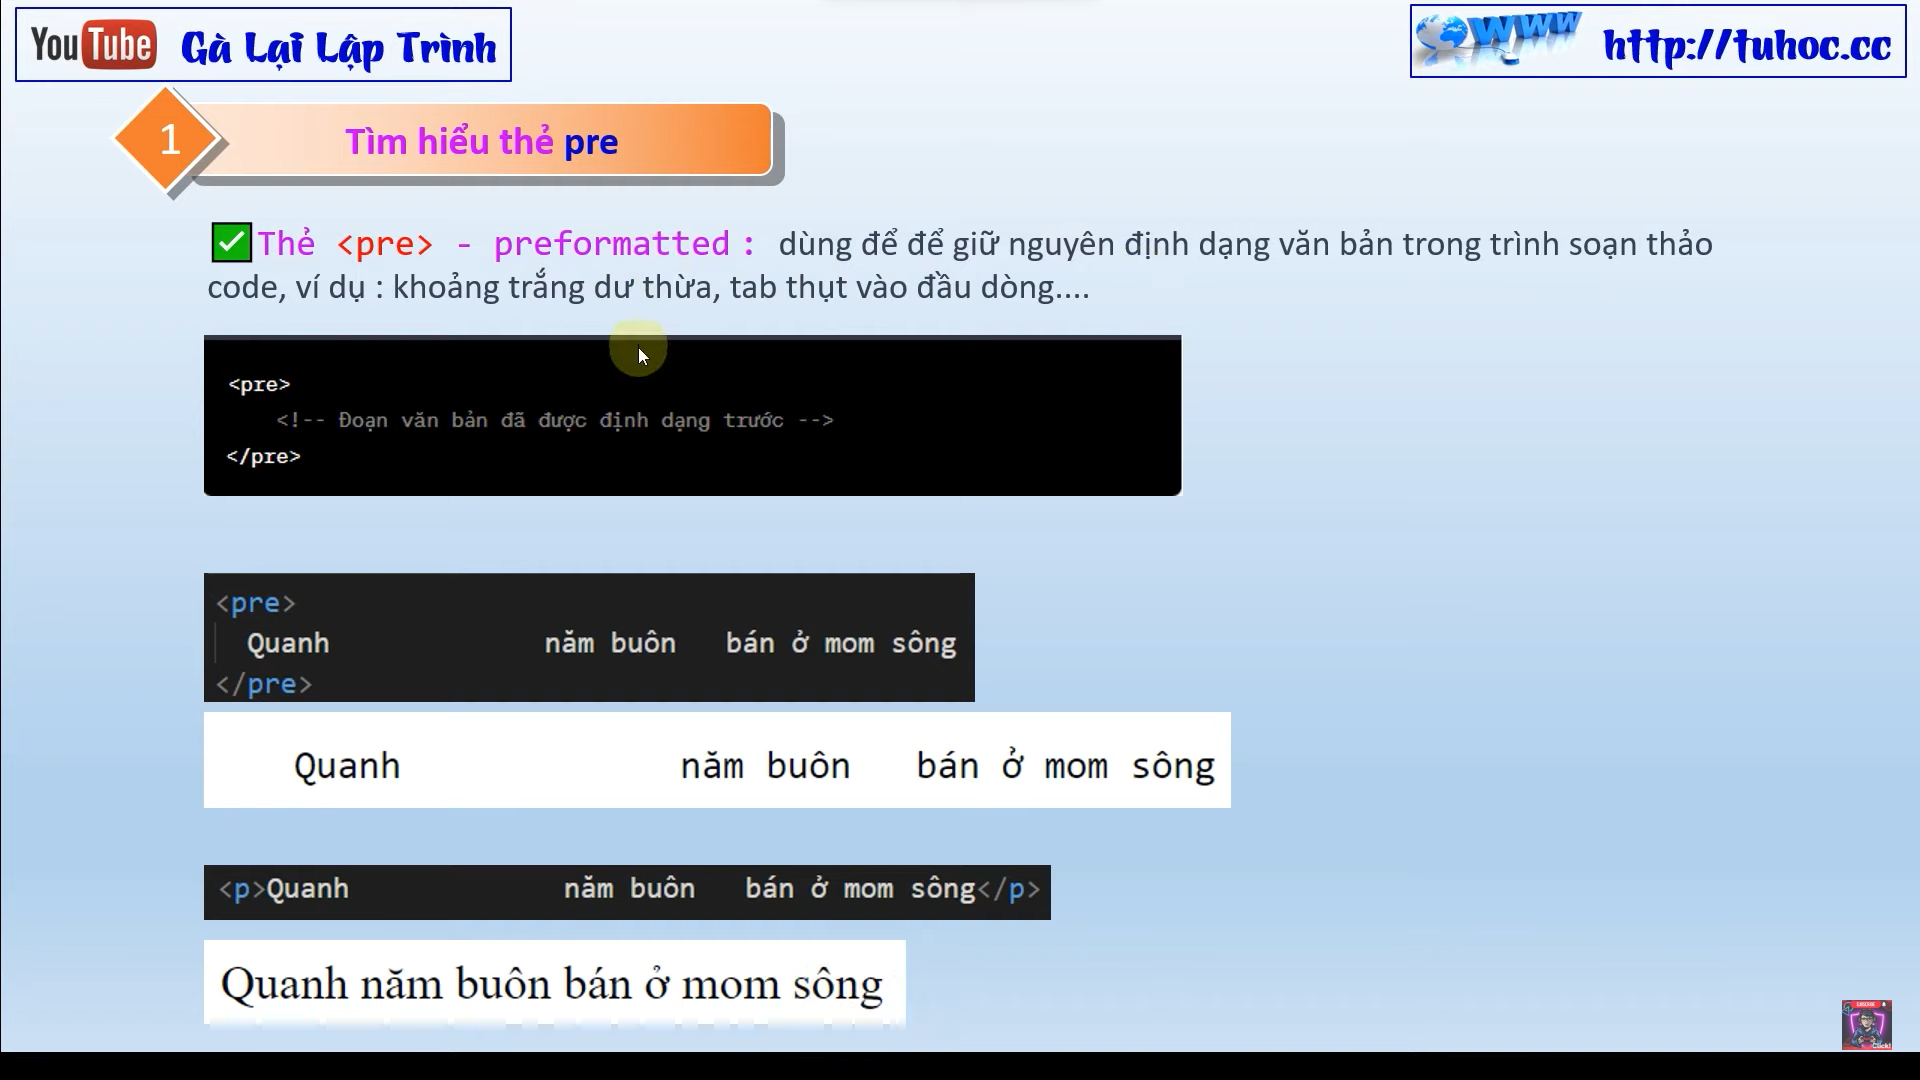 YouTube Gà Lại Lập Trình
WWW http://tuhoc.cc
1 Tìm hiểu thẻ pre
✅Thẻ <pre> - preformatted : dùng để để giữ nguyên định dạng văn bản trong trình soạn thảo
code, ví dụ : khoảng trắng dư thừa, tab thụt vào đầu dòng....
<pre>
<!-- Đoạn văn bản đã được định dạng trước -->
</pre>
<pre>
Quanh             năm buôn   bán ở mom sông
</pre>
Quanh             năm buôn   bán ở mom sông
<p>Quanh             năm buôn   bán ở mom sông</p>
Quanh năm buôn bán ở mom sông